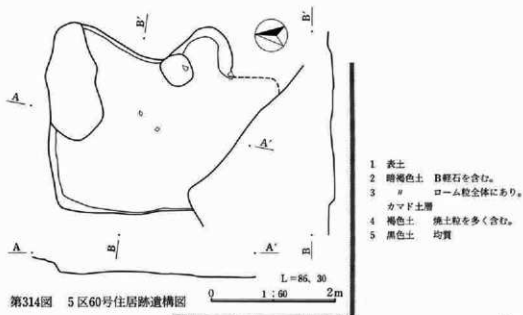 B'
B'
A
A'
1 表土
2 暗褐色土 B軽石を含む。
3 〃 ローム粒全体にあり。
カマド土層
4 褐色土 焼土粒を多く含む。
5 黒色土 均質
A
B
A'
B
L=86, 30
第314図 5区60号住居跡遺構図
0 1:60 2m